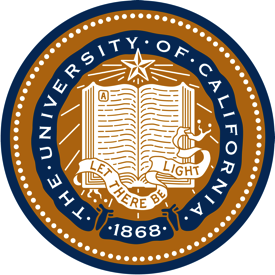 ·THE·UNIVERSITY·OF·CALIFORNIA·
A
LET THERE BE LIGHT
·1868·